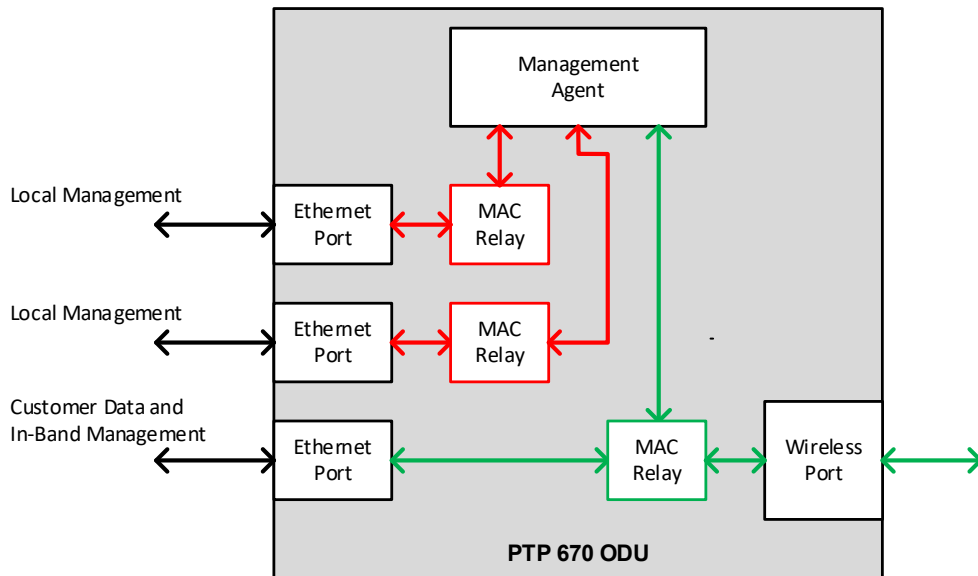 Management
Agent
Local Management
Ethernet
Port
MAC
Relay
Local Management
Ethernet
Port
MAC
Relay
Customer Data and
In-Band Management
Ethernet
Port
MAC
Relay
Wireless
Port
PTP 670 ODU